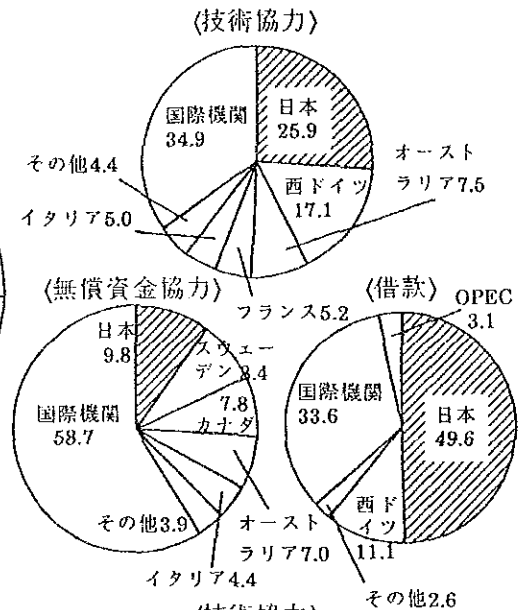 〈技術協力〉
国際機関
34.9
日本
25.9
オースト
ラリア7.5
その他4.4
西ドイツ
17.1
イタリア5.0
フランス5.2
〈無償資金協力〉
日本
9.8
スウェー
デン8.4
7.8
カナダ
国際機関
58.7
その他3.9
オースト
ラリア7.0
イタリア4.4
〈借款〉
OPEC
3.1
国際機関
33.6
日本
49.6
西ド
イツ
11.1
その他2.6